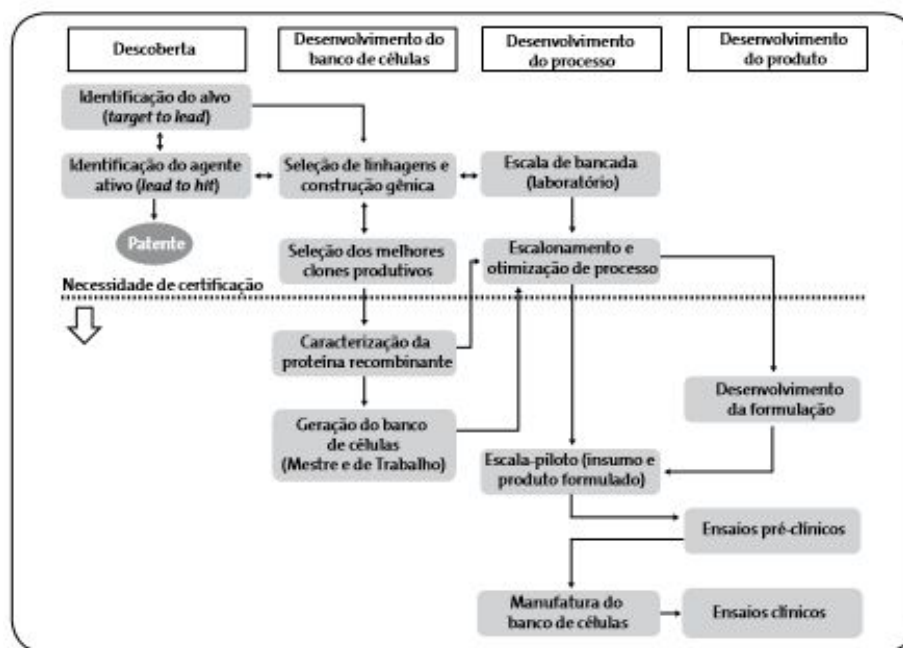 Descoberta
Desenvolvimento do
banco de células
Desenvolvimento
do processo
Desenvolvimento
do produto
Identificação do alvo
(target to lead)
Identificação do agente
ativo (lead to hit)
Seleção de linhagens e
construção gênica
Escala de bancada
(laboratório)
Patente
Seleção dos melhores
clones produtivos
Escalonamento e
otimização de processo
Necessidade de certificação
Caracterização da
proteína recombinante
Desenvolvimento
da formulação
Geração do banco
de células
(Mestre e de Trabalho)
Escala-piloto (insumo e
produto formulado)
Ensaios pré-clínicos
Manufatura do
banco de células
Ensaios clínicos